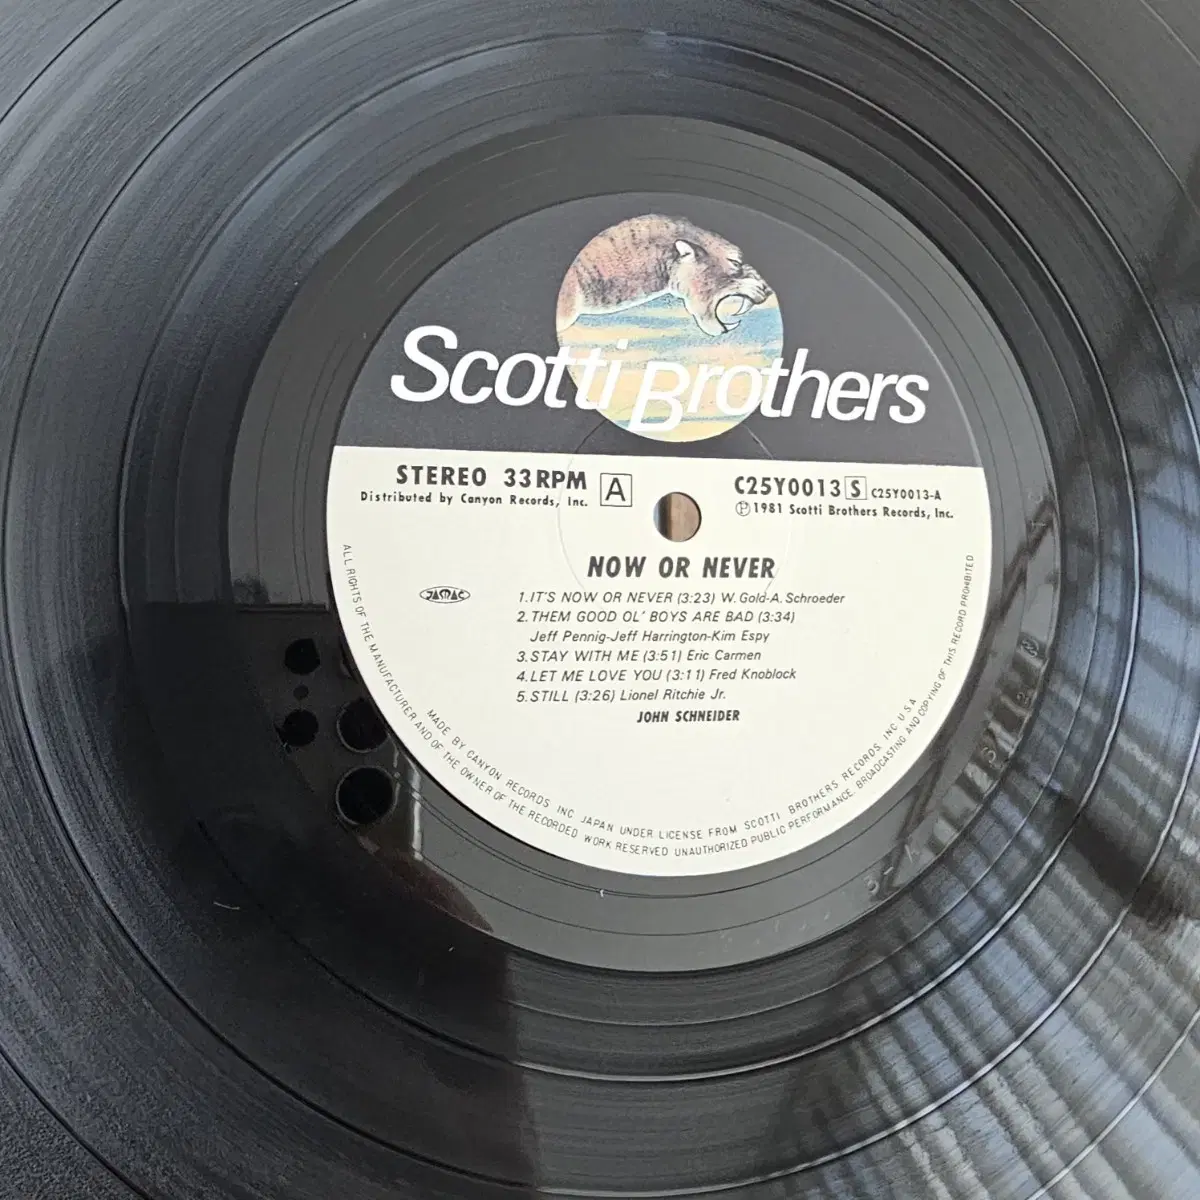 Scotti Brothers
STEREO 33RPM A
Distributed by Canyon Records, Inc.
C25Y0013 S C25Y0013-A
Ⓟ1981 Scotti Brothers Records, Inc.
NOW OR NEVER
JASRAC
1. IT'S NOW OR NEVER (3:23) W. Gold-A. Schroeder
2. THEM GOOD OL' BOYS ARE BAD (3:34)
Jeff Pennig-Jeff Harrington-Kim Espy
3. STAY WITH ME (3:51) Eric Carmen
4. LET ME LOVE YOU (3:11) Fred Knoblock
5. STILL (3:26) Lionel Ritchie Jr.
JOHN SCHNEIDER
MADE BY CANYON RECORDS, INC. JAPAN UNDER LICENSE FROM SCOTTI BROTHERS RECORDS, INC. U.S.A.
ALL RIGHTS OF THE MANUFACTURER AND OF THE OWNER OF THE RECORDED WORK RESERVED UNAUTHORIZED PUBLIC PERFORMANCE, BROADCASTING AND COPYING OF THIS RECORD PROHIBITED